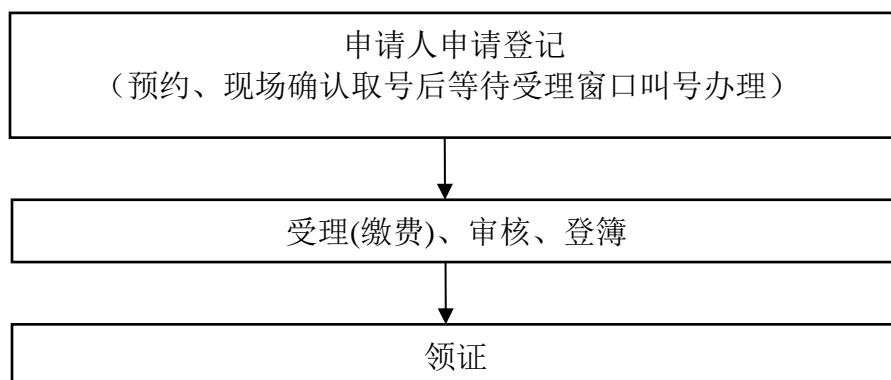 申请人申请登记
（预约、现场确认取号后等待受理窗口叫号办理）
受理(缴费)、审核、登簿
领证